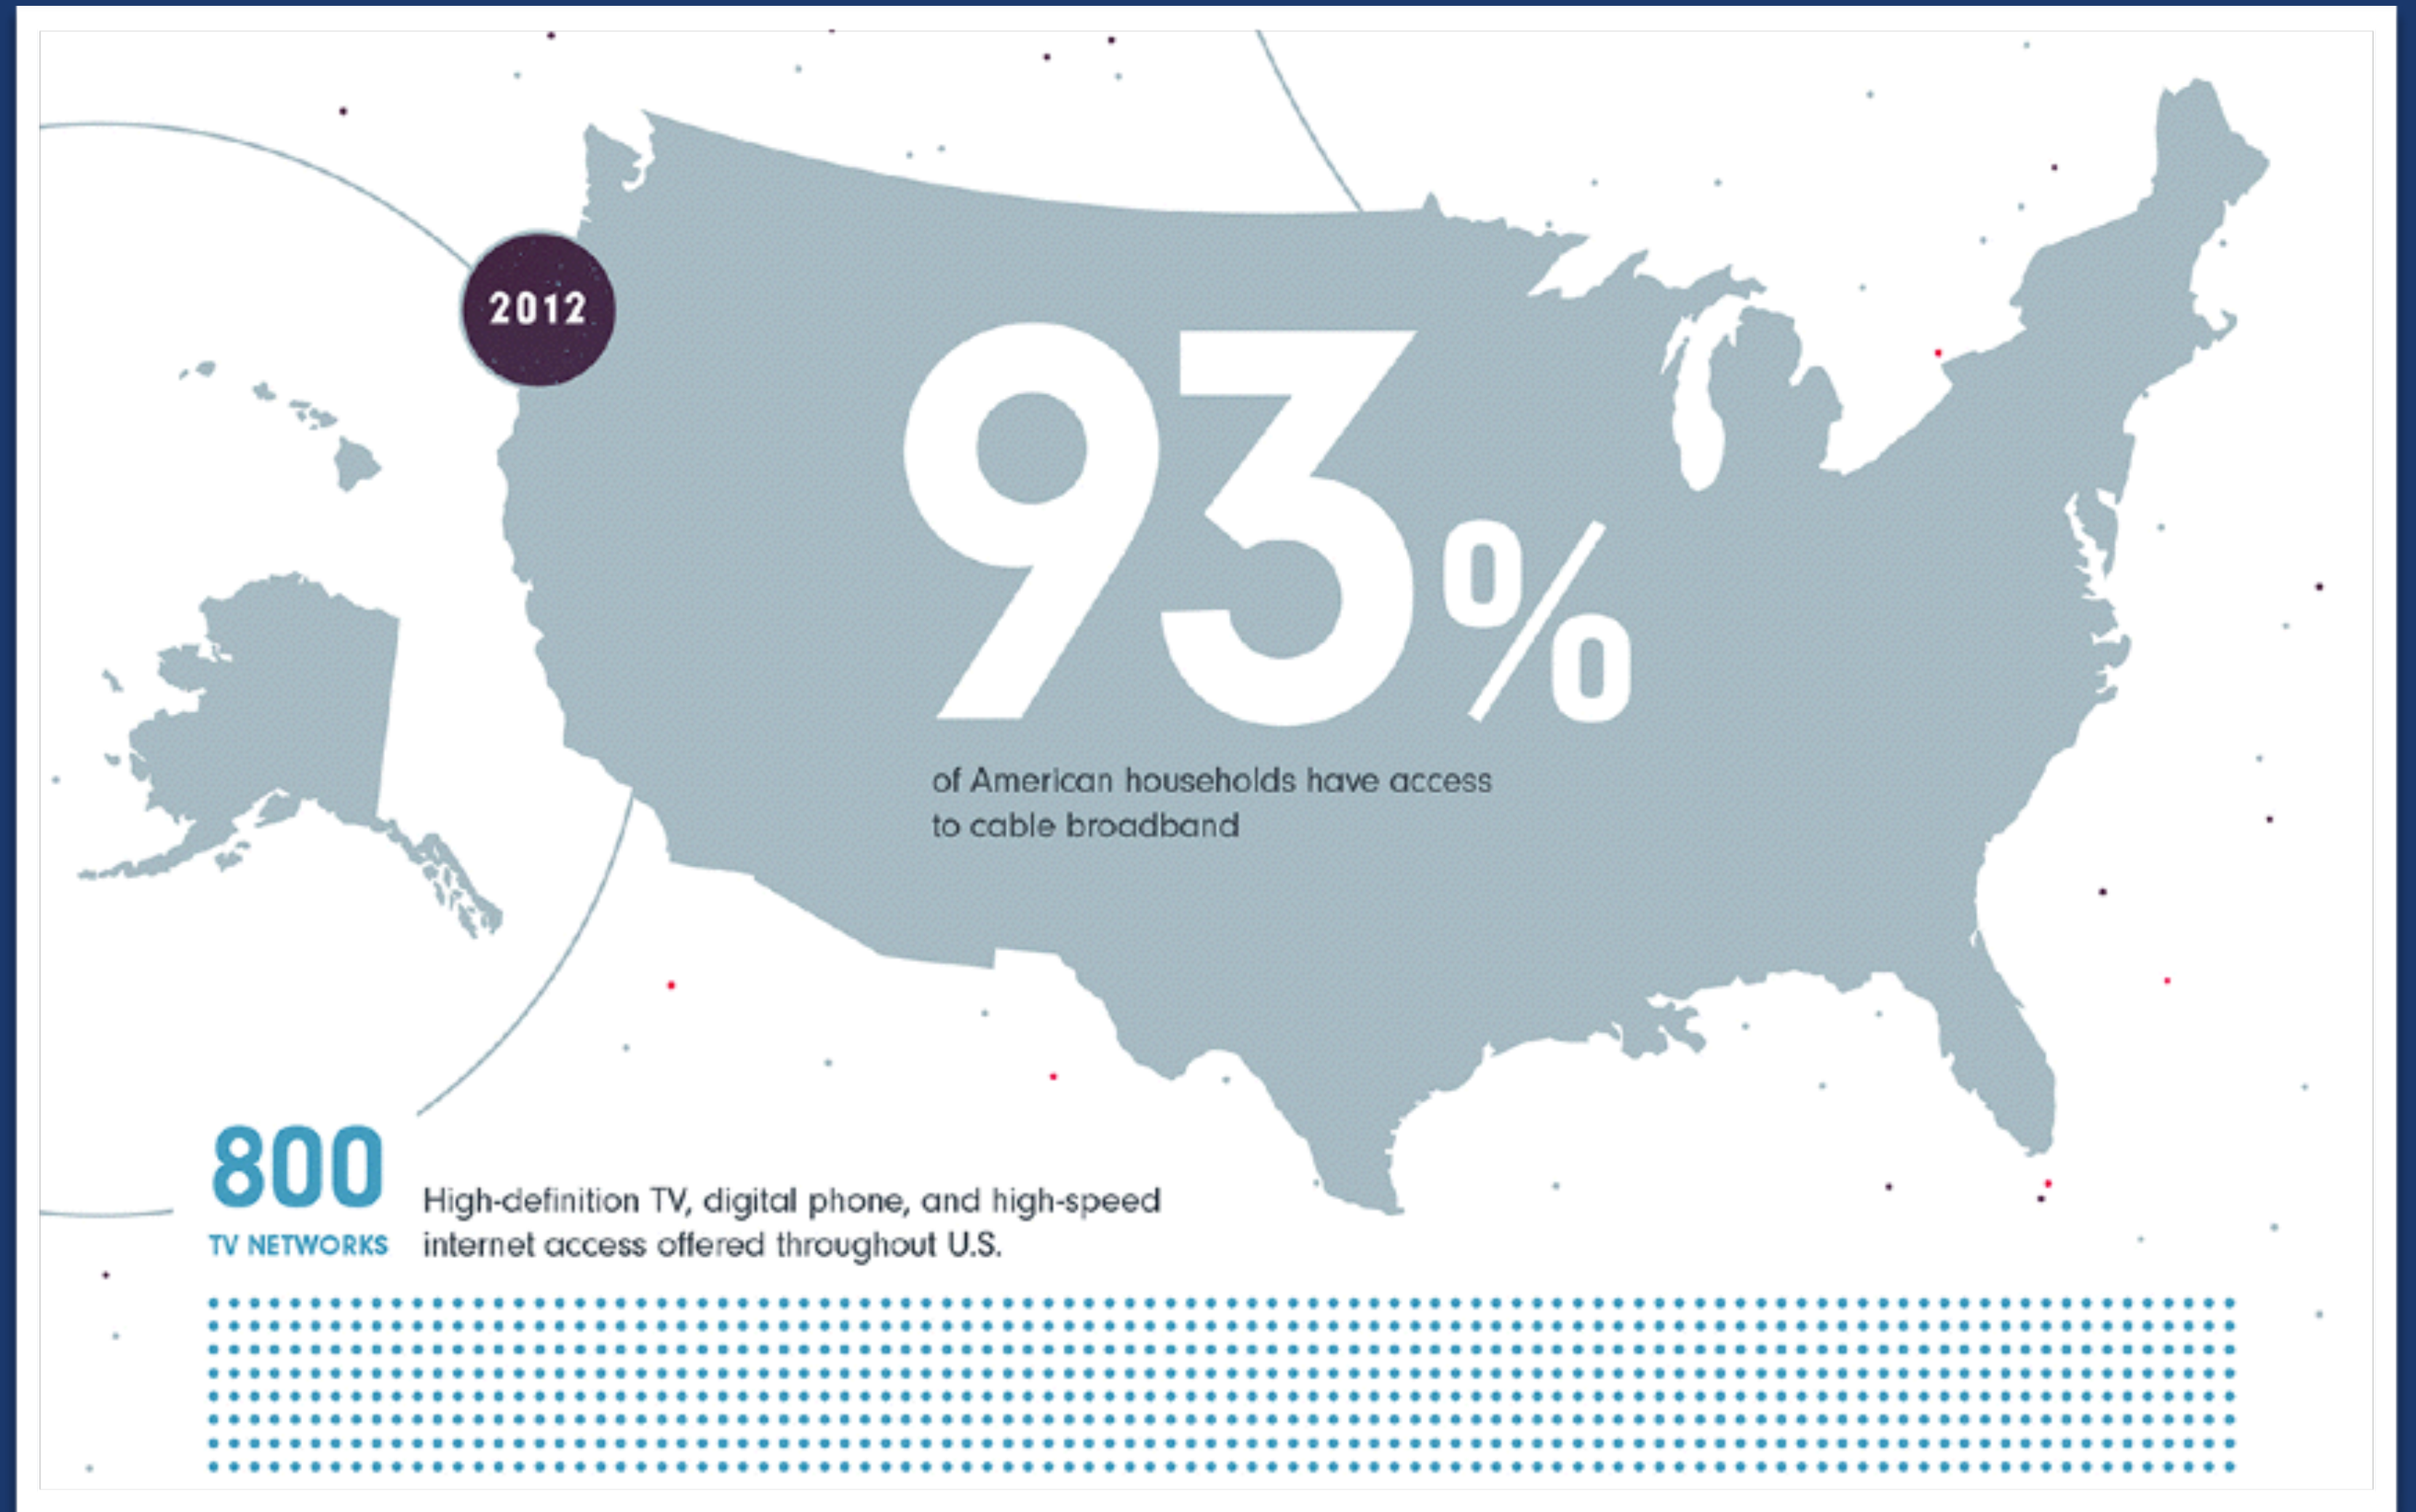 2012
93%
of American households have access
to cable broadband
800
TV NETWORKS
High-definition TV, digital phone, and high-speed
internet access offered throughout U.S.